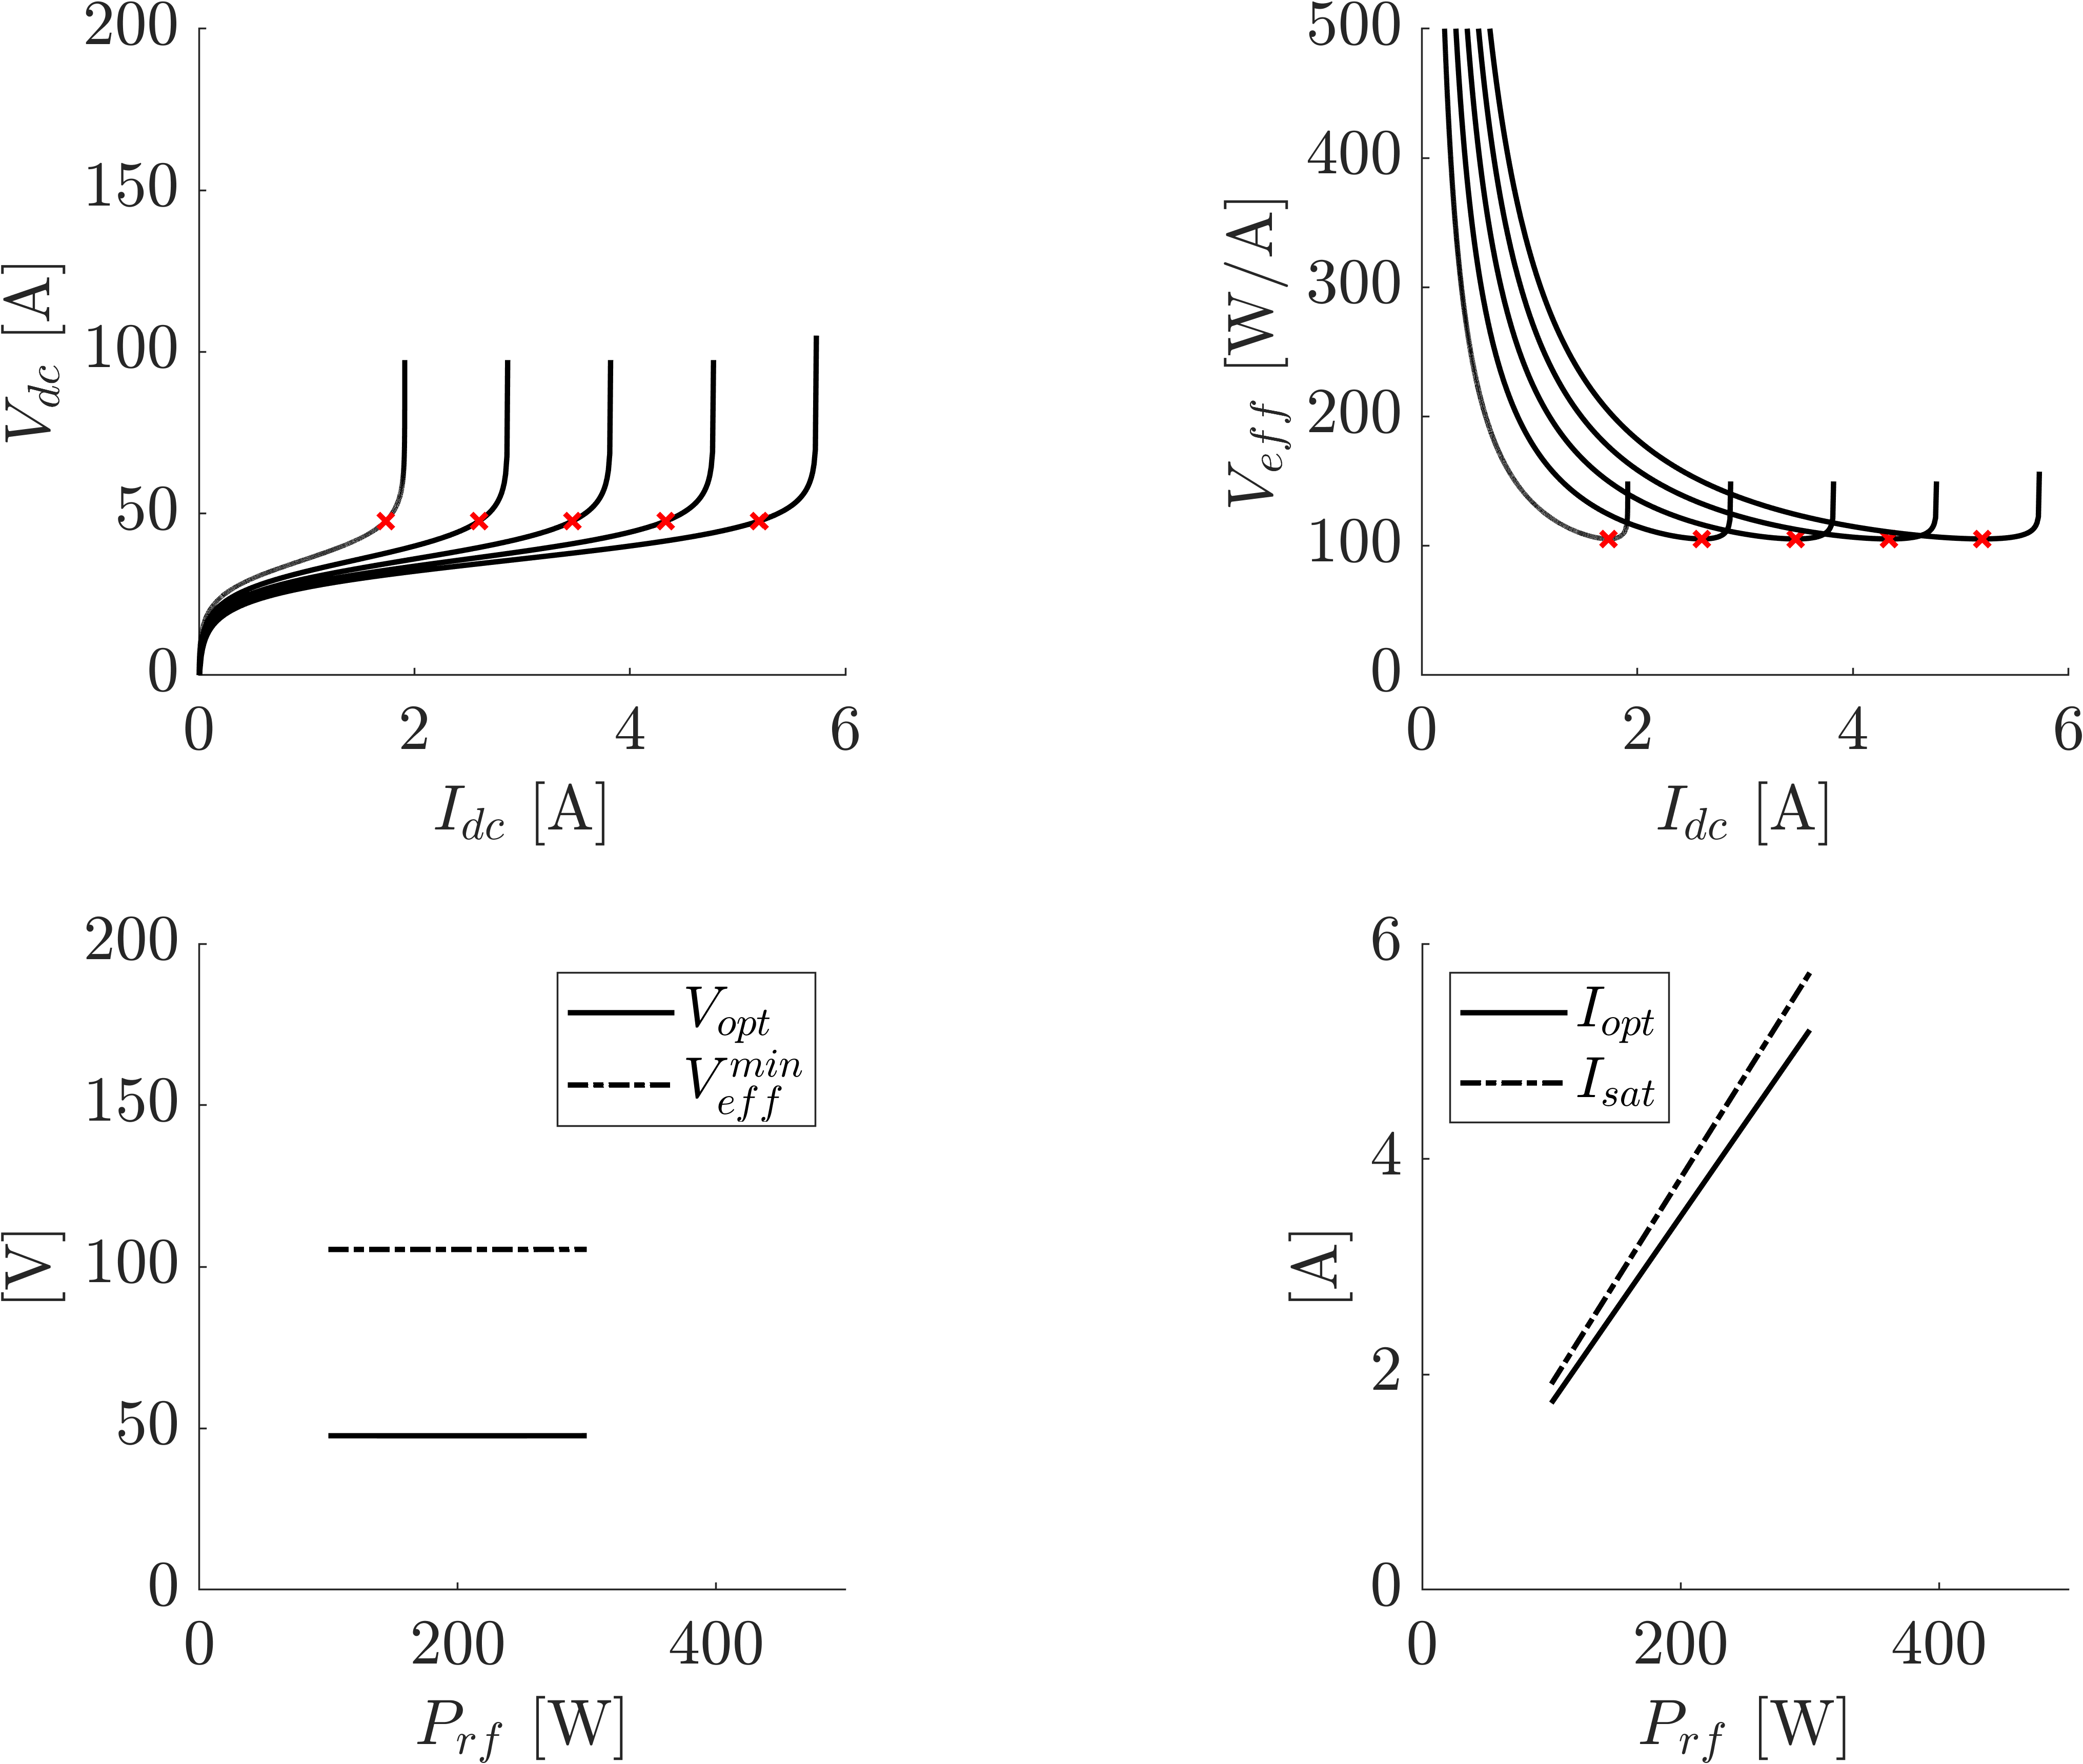 200
150
100
50
0
0 2 4 6
V_dc [A]
I_dc [A]
500
400
300
200
100
0
0 2 4 6
V_eff [W/A]
I_dc [A]
200
150
100
50
0
0 200 400
[V]
P_rf [W]
V_opt
V_eff^min
6
4
2
0
0 200 400
[A]
P_rf [W]
I_opt
I_sat